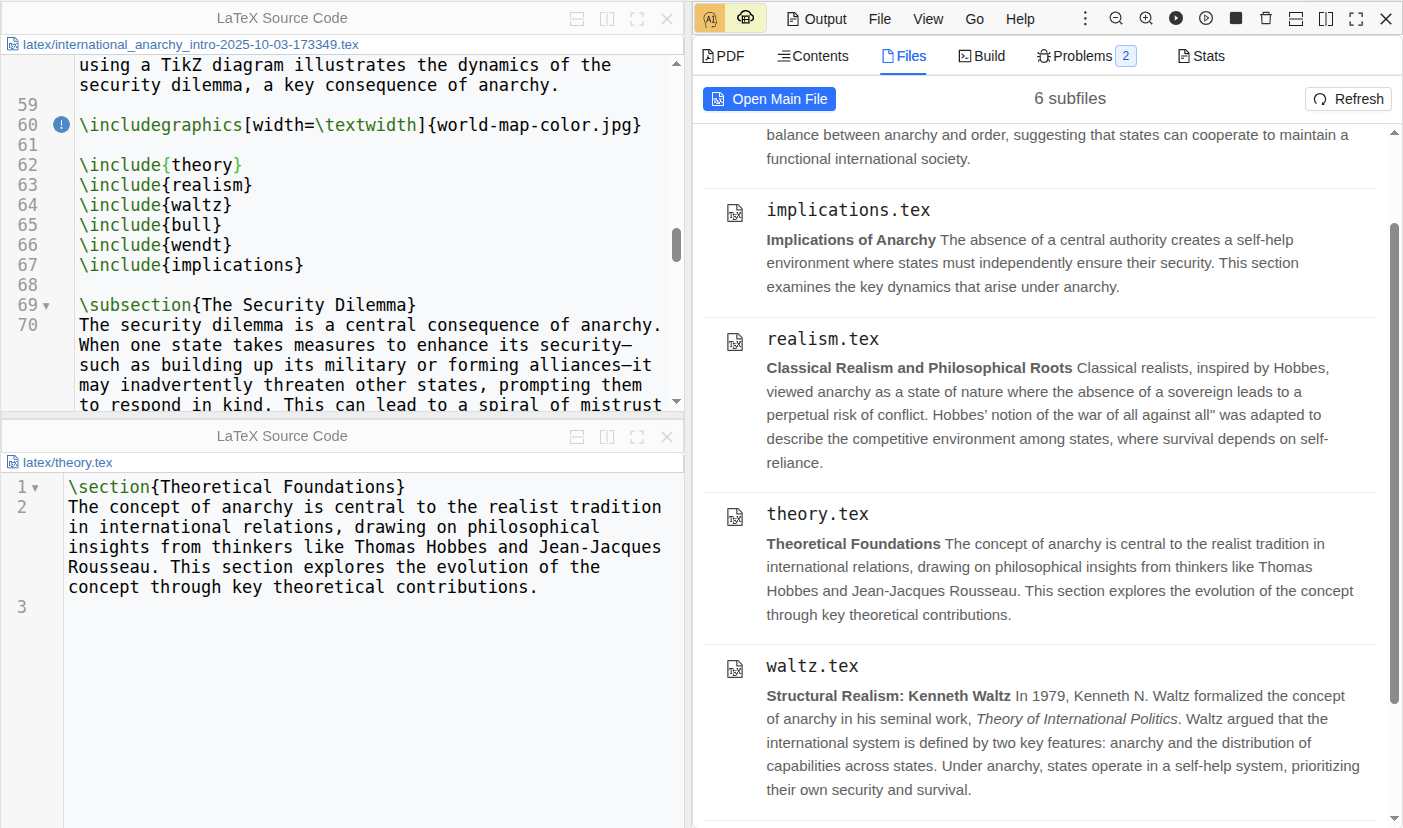 LaTeX Source Code
latex/international_anarchy_intro-2025-10-03-173349.tex
using a TikZ diagram illustrates the dynamics of the
security dilemma, a key consequence of anarchy.
59
60 \includegraphics[width=\textwidth]{world-map-color.jpg}
61
62 \include{theory}
63 \include{realism}
64 \include{waltz}
65 \include{bull}
66 \include{wendt}
67 \include{implications}
68
69 \subsection{The Security Dilemma}
70 The security dilemma is a central consequence of anarchy.
When one state takes measures to enhance its security—
such as building up its military or forming alliances—it
may inadvertently threaten other states, prompting them
to respond in kind. This can lead to a spiral of mistrust
LaTeX Source Code
latex/theory.tex
1 \section{Theoretical Foundations}
2 The concept of anarchy is central to the realist tradition
in international relations, drawing on philosophical
insights from thinkers like Thomas Hobbes and Jean-Jacques
Rousseau. This section explores the evolution of the
concept through key theoretical contributions.
3
AI Output File View Go Help
PDF Contents Files Build Problems 2 Stats
Open Main File 6 subfiles Refresh
balance between anarchy and order, suggesting that states can cooperate to maintain a
functional international society.
implications.tex
Implications of Anarchy The absence of a central authority creates a self-help
environment where states must independently ensure their security. This section
examines the key dynamics that arise under anarchy.
realism.tex
Classical Realism and Philosophical Roots Classical realists, inspired by Hobbes,
viewed anarchy as a state of nature where the absence of a sovereign leads to a
perpetual risk of conflict. Hobbes’ notion of the war of all against all" was adapted to
describe the competitive environment among states, where survival depends on self-
reliance.
theory.tex
Theoretical Foundations The concept of anarchy is central to the realist tradition in
international relations, drawing on philosophical insights from thinkers like Thomas
Hobbes and Jean-Jacques Rousseau. This section explores the evolution of the concept
through key theoretical contributions.
waltz.tex
Structural Realism: Kenneth Waltz In 1979, Kenneth N. Waltz formalized the concept
of anarchy in his seminal work, Theory of International Politics. Waltz argued that the
international system is defined by two key features: anarchy and the distribution of
capabilities across states. Under anarchy, states operate in a self-help system, prioritizing
their own security and survival.